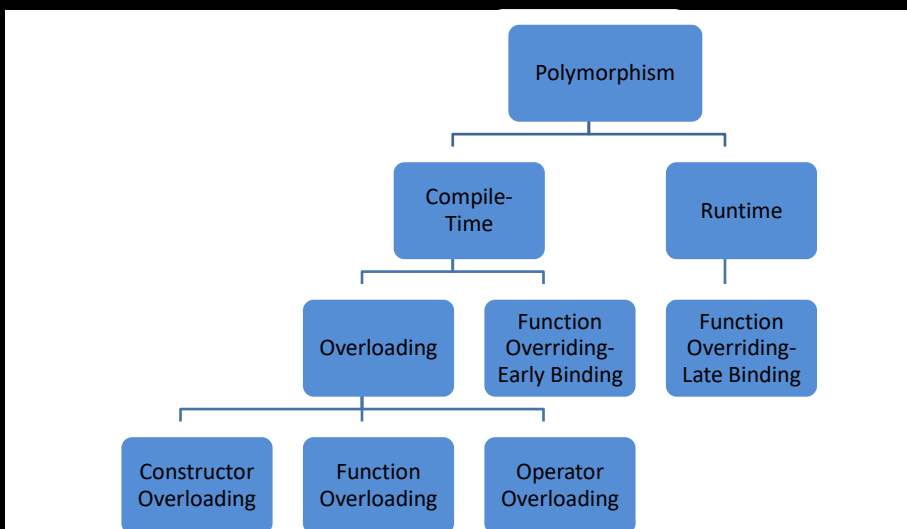 Polymorphism
Compile-
Time
Runtime
Overloading
Function
Overriding-
Early Binding
Function
Overriding-
Late Binding
Constructor
Overloading
Function
Overloading
Operator
Overloading